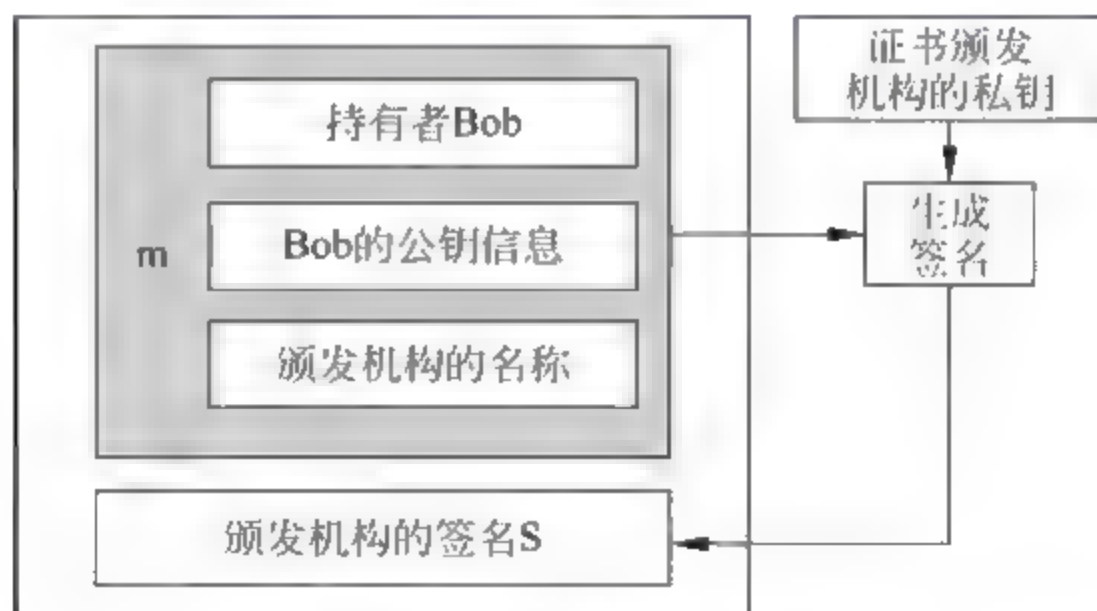 持有者Bob
m
Bob的公钥信息
颁发机构的名称
颁发机构的签名S
证书颁发
机构的私钥
生成
签名